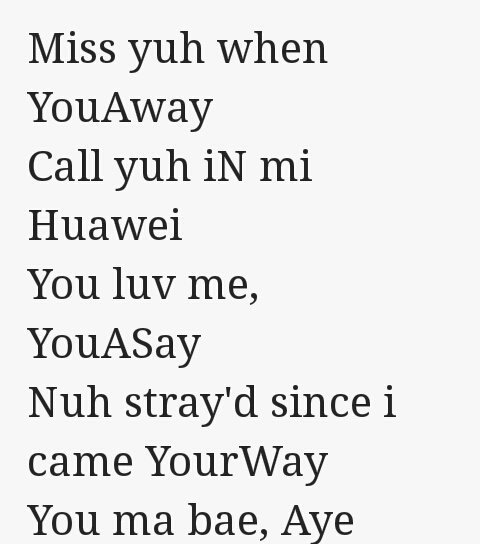 Miss yuh when
YouAway
Call yuh iN mi
Huawei
You luv me,
YouASay
Nuh stray'd since i
came YourWay
You ma bae, Aye